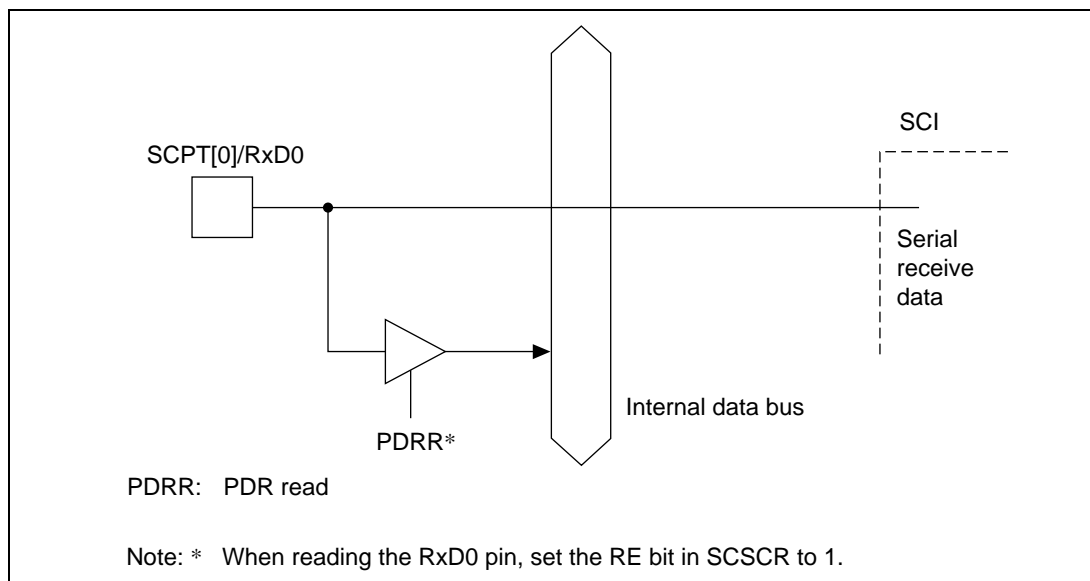 SCI
SCPT[0]/RxD0
Serial
receive
data
Internal data bus
PDRR*
PDRR: PDR read
Note: * When reading the RxD0 pin, set the RE bit in SCSCR to 1.